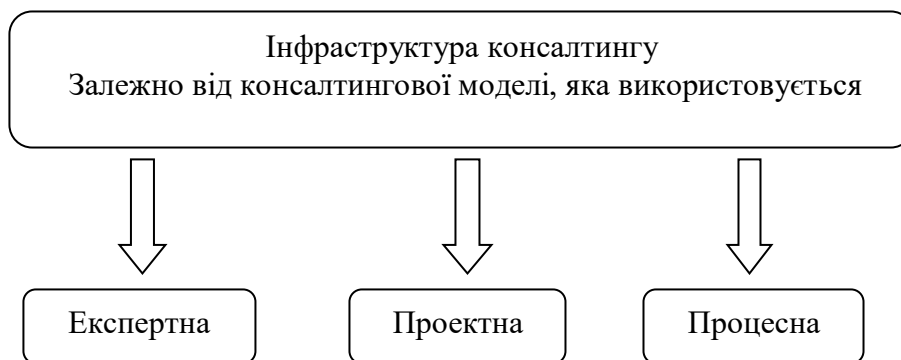 Інфраструктура консалтингу
Залежно від консалтингової моделі, яка використовується
Експертна
Проектна
Процесна